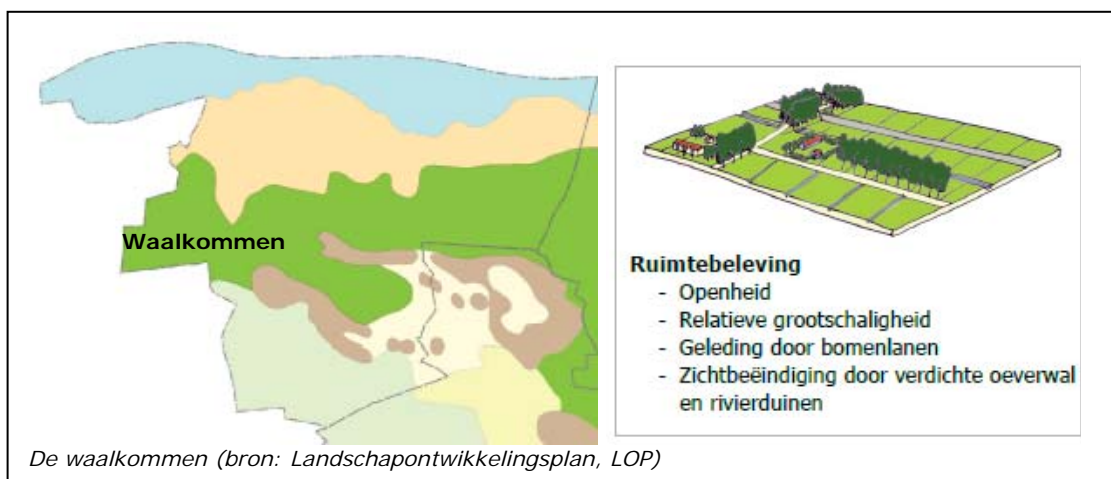 Waalkommen
Ruimtebeleving
- Openheid
- Relatieve grootschaligheid
- Geleding door bomenlanen
- Zichtbeëindiging door verdichte oeverwal
en rivierduinen
De waalkommen (bron: Landschapontwikkelingsplan, LOP)